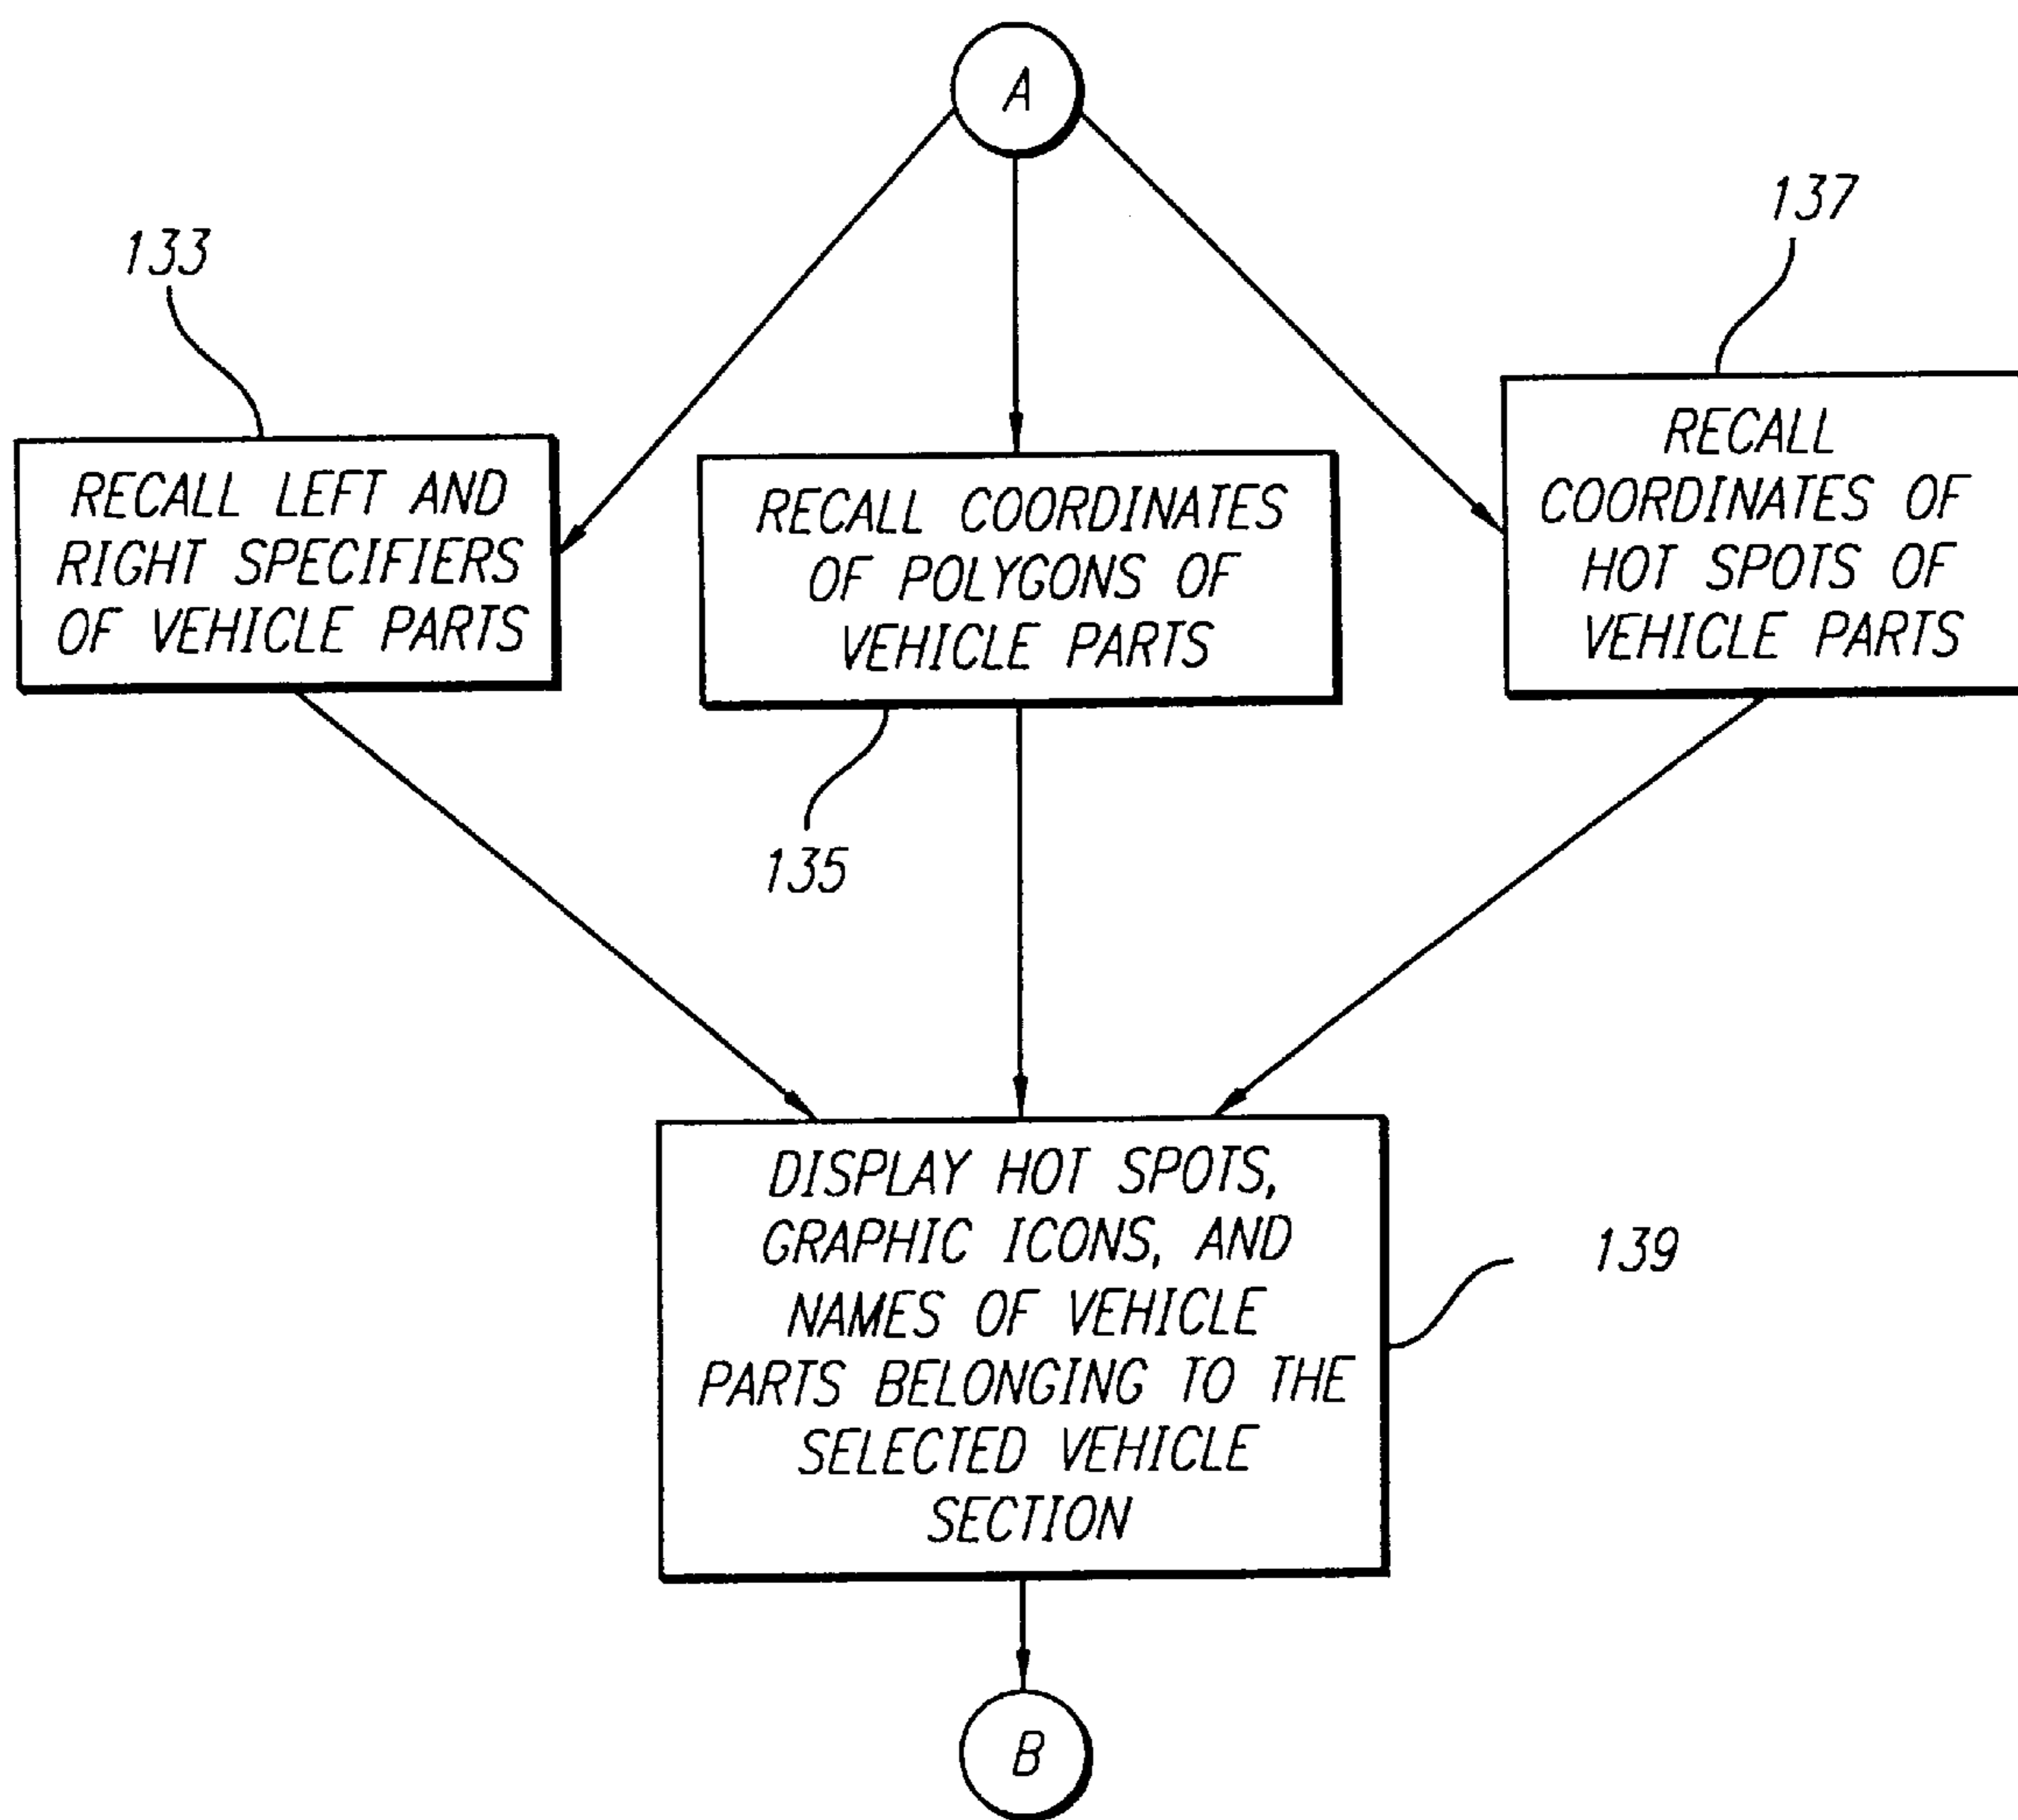 A
133
137
RECALL LEFT AND
RIGHT SPECIFIERS
OF VEHICLE PARTS
RECALL COORDINATES
OF POLYGONS OF
VEHICLE PARTS
RECALL
COORDINATES OF
HOT SPOTS OF
VEHICLE PARTS
135
DISPLAY HOT SPOTS,
GRAPHIC ICONS, AND
NAMES OF VEHICLE
PARTS BELONGING TO THE
SELECTED VEHICLE
SECTION
139
B